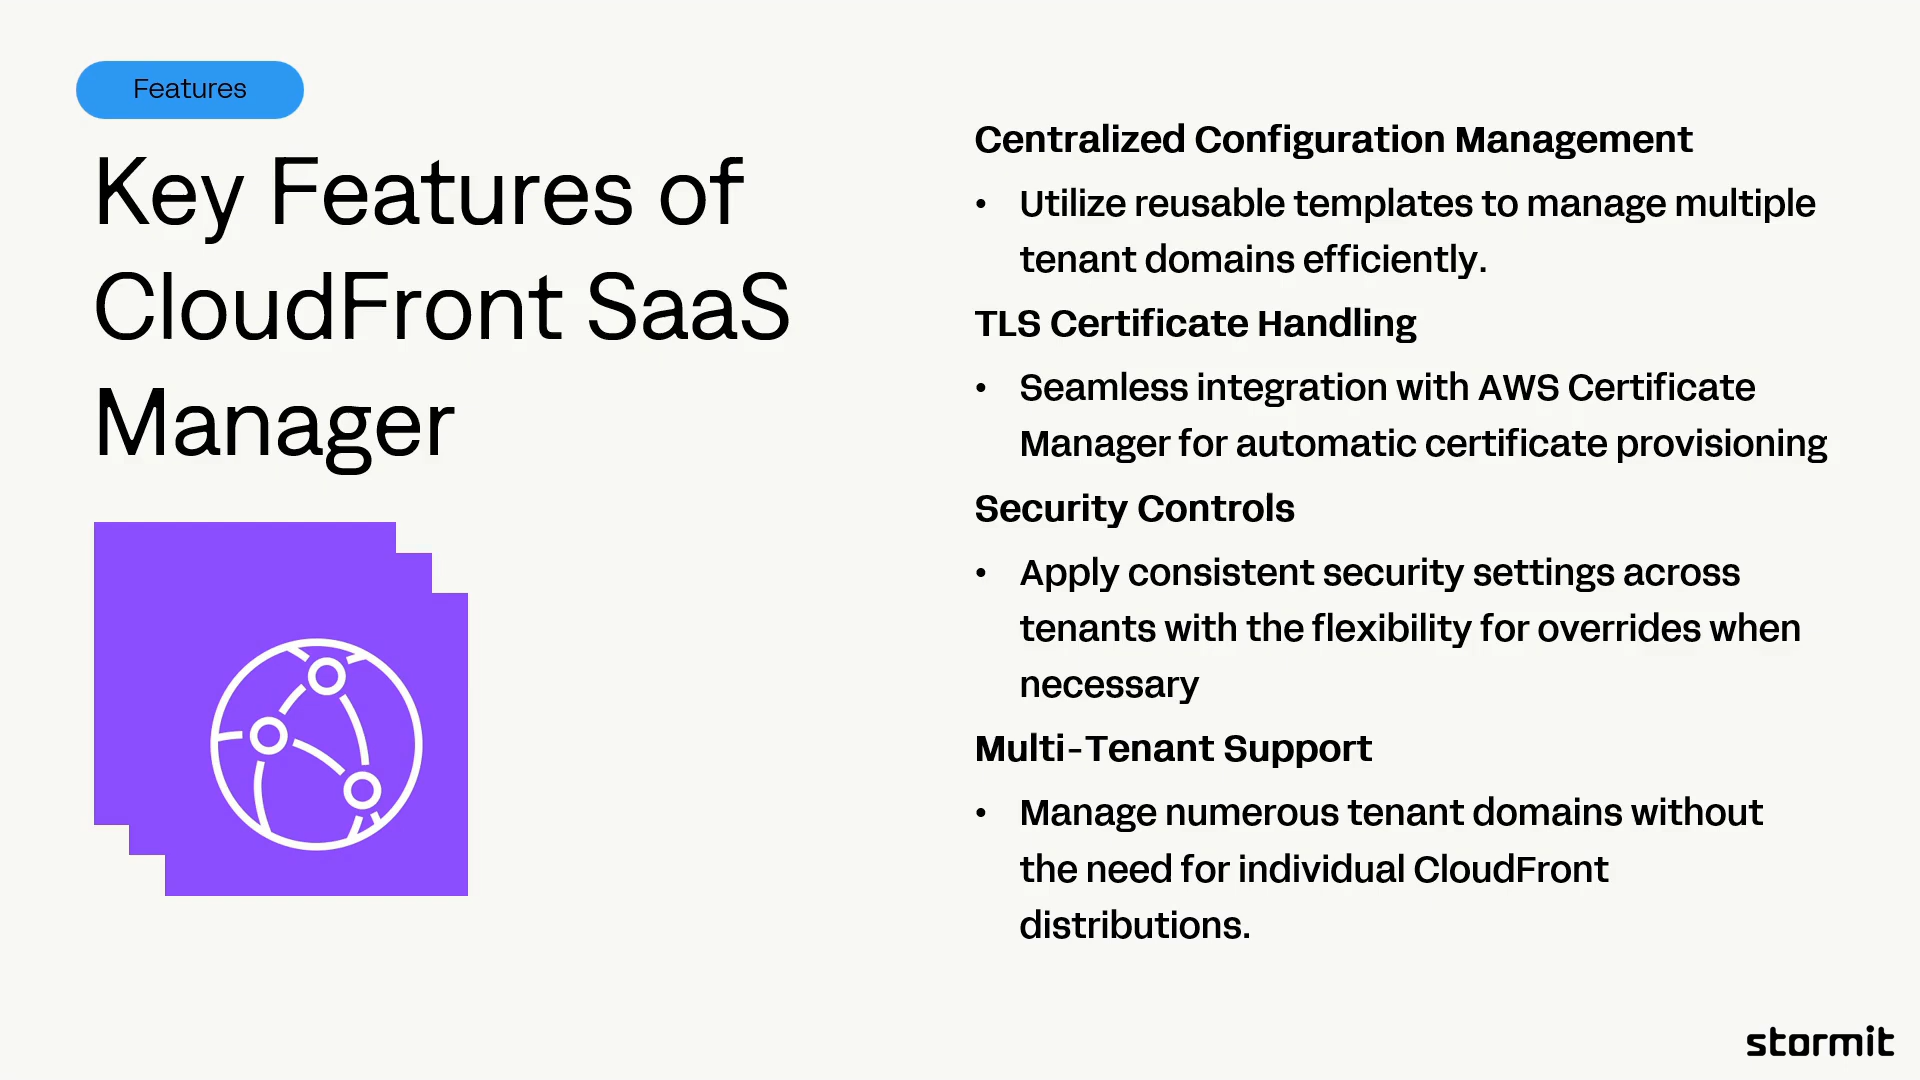 Features
Key Features of
CloudFront SaaS
Manager
Centralized Configuration Management
• Utilize reusable templates to manage multiple
tenant domains efficiently.
TLS Certificate Handling
• Seamless integration with AWS Certificate
Manager for automatic certificate provisioning
Security Controls
• Apply consistent security settings across
tenants with the flexibility for overrides when
necessary
Multi-Tenant Support
• Manage numerous tenant domains without
the need for individual CloudFront
distributions.
stormit